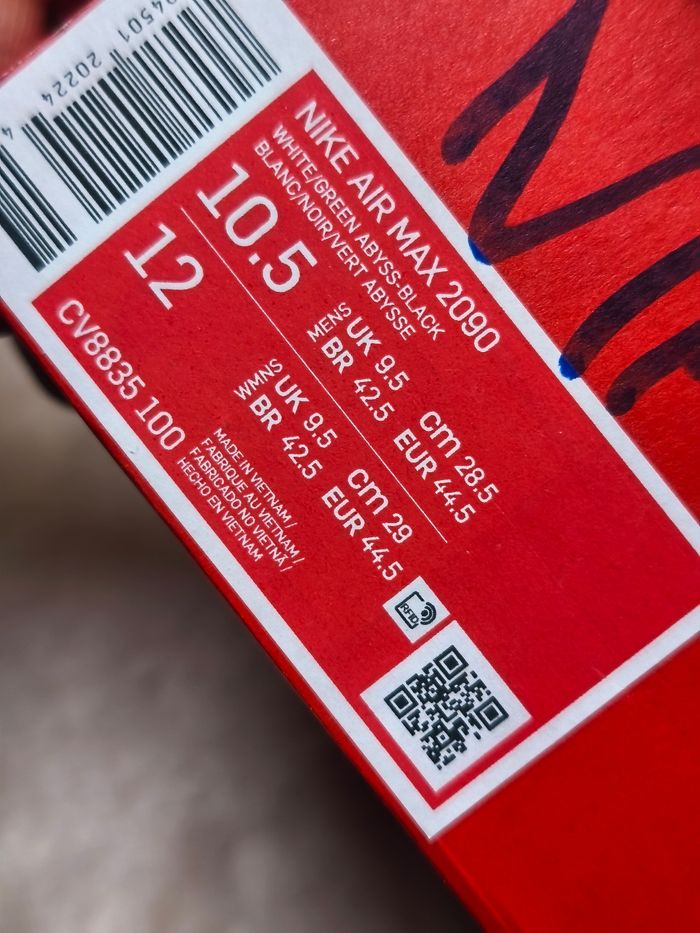 04501 20224 4
NIKE AIR MAX 2090
WHITE/GREEN ABYSS-BLACK
BLANC/NOIR/VERT ABYSSE
10.5
MENS UK 9.5 cm 28.5
BR 42.5 EUR 44.5
12
WMNS UK 9.5 cm 29
BR 42.5 EUR 44.5
CV8835 100
MADE IN VIETNAM /
FABRIQUE AU VIETNAM /
FABRICADO NO VIETNÃ /
HECHO EN VIETNAM
RFID